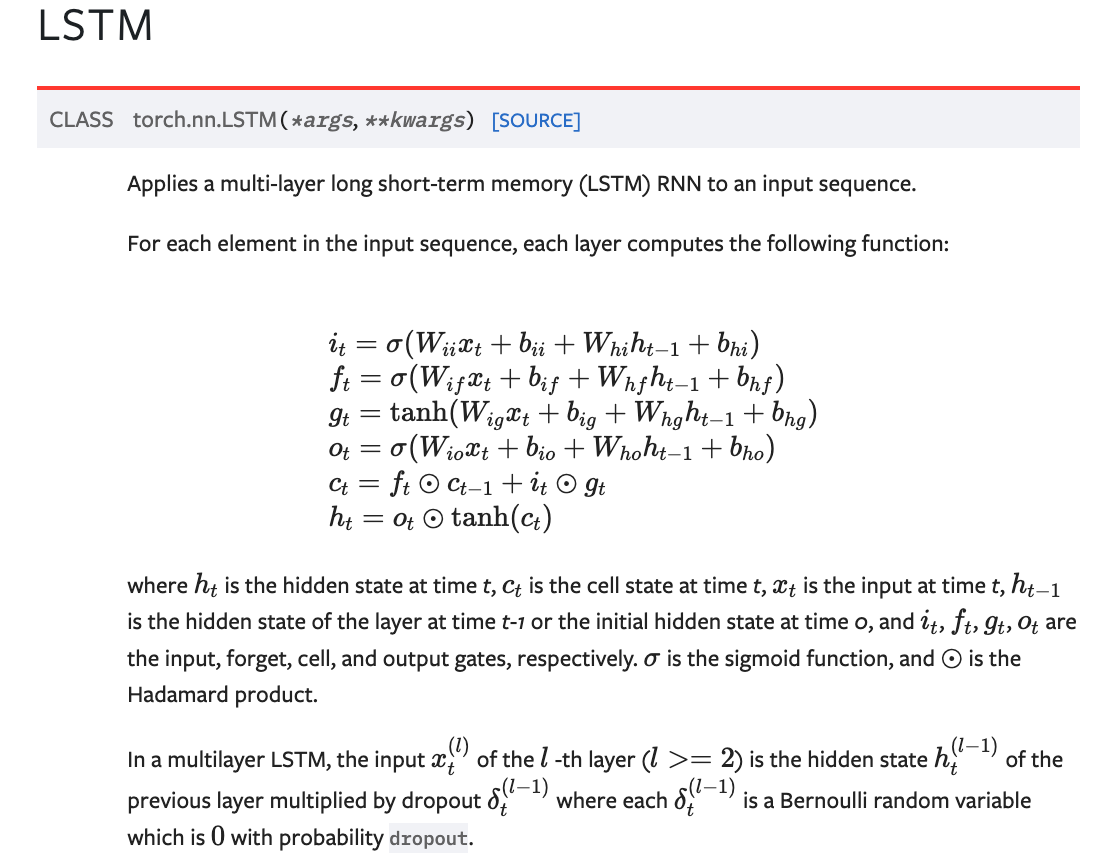 LSTM
CLASS torch.nn.LSTM(*args, **kwargs) [SOURCE]
Applies a multi-layer long short-term memory (LSTM) RNN to an input sequence.
For each element in the input sequence, each layer computes the following function:
i_t = σ(W_{ii}x_t + b_{ii} + W_{hi}h_{t−1} + b_{hi})
f_t = σ(W_{if}x_t + b_{if} + W_{hf}h_{t−1} + b_{hf})
g_t = tanh(W_{ig}x_t + b_{ig} + W_{hg}h_{t−1} + b_{hg})
o_t = σ(W_{io}x_t + b_{io} + W_{ho}h_{t−1} + b_{ho})
c_t = f_t ⊙ c_{t−1} + i_t ⊙ g_t
h_t = o_t ⊙ tanh(c_t)
where h_t is the hidden state at time t, c_t is the cell state at time t, x_t is the input at time t, h_{t−1}
is the hidden state of the layer at time t-1 or the initial hidden state at time 0, and i_t, f_t, g_t, o_t are
the input, forget, cell, and output gates, respectively. σ is the sigmoid function, and ⊙ is the
Hadamard product.
In a multilayer LSTM, the input x_t^{(l)} of the l -th layer (l >= 2) is the hidden state h_t^{(l−1)} of the
previous layer multiplied by dropout δ_t^{(l−1)} where each δ_t^{(l−1)} is a Bernoulli random variable
which is 0 with probability dropout.